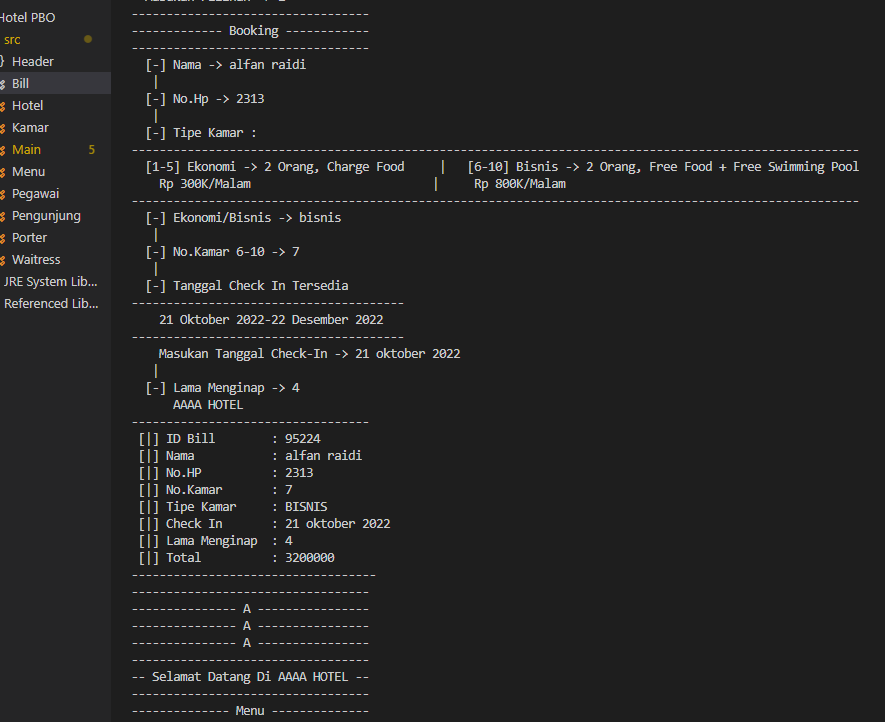 Hotel PBO
src
Header
Bill
Hotel
Kamar
Main 5
Menu
Pegawai
Pengunjung
Porter
Waitress
JRE System Lib...
Referenced Lib...
----------------------------------
------------- Booking ------------
----------------------------------
[-] Nama -> alfan raidi
|
[-] No.Hp -> 2313
|
[-] Tipe Kamar :
--------------------------------------------------------------------------------------------------------
[1-5] Ekonomi -> 2 Orang, Charge Food | [6-10] Bisnis -> 2 Orang, Free Food + Free Swimming Pool
Rp 300K/Malam | Rp 800K/Malam
--------------------------------------------------------------------------------------------------------
[-] Ekonomi/Bisnis -> bisnis
|
[-] No.Kamar 6-10 -> 7
|
[-] Tanggal Check In Tersedia
---------------------------------------
21 Oktober 2022-22 Desember 2022
---------------------------------------
Masukan Tanggal Check-In -> 21 oktober 2022
|
[-] Lama Menginap -> 4
AAAA HOTEL
----------------------------------
[|] ID Bill : 95224
[|] Nama : alfan raidi
[|] No.HP : 2313
[|] No.Kamar : 7
[|] Tipe Kamar : BISNIS
[|] Check In : 21 oktober 2022
[|] Lama Menginap : 4
[|] Total : 3200000
-----------------------------------
----------------------------------
--------------- A ----------------
--------------- A ----------------
--------------- A ----------------
----------------------------------
-- Selamat Datang Di AAAA HOTEL --
----------------------------------
-------------- Menu --------------